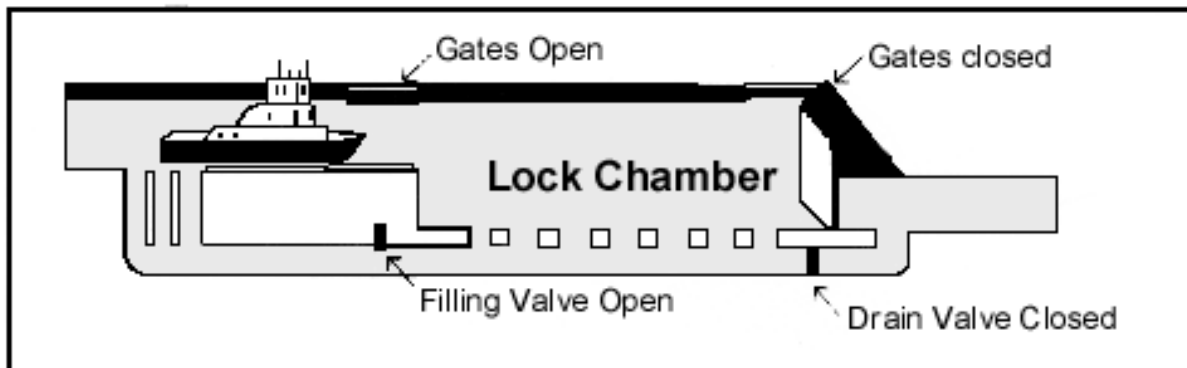 Gates Open
Gates closed
Lock Chamber
Filling Valve Open
Drain Valve Closed